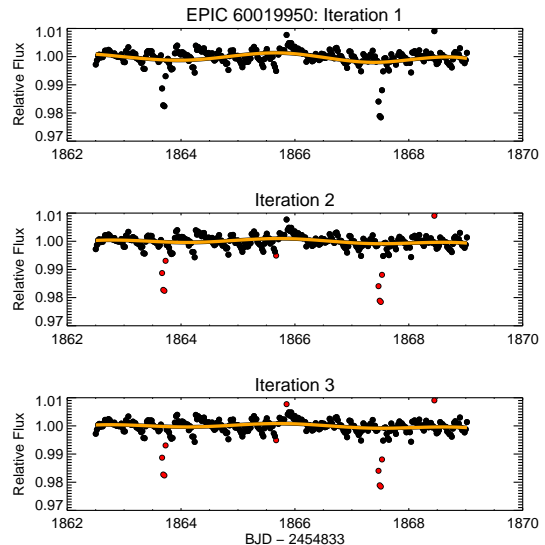 EPIC 60019950: Iteration 1
1.01
1.00
0.99
0.98
0.97
Relative Flux
1862 1864 1866 1868 1870
Iteration 2
1.01
1.00
0.99
0.98
0.97
Relative Flux
1862 1864 1866 1868 1870
Iteration 3
1.01
1.00
0.99
0.98
0.97
Relative Flux
1862 1864 1866 1868 1870
BJD − 2454833